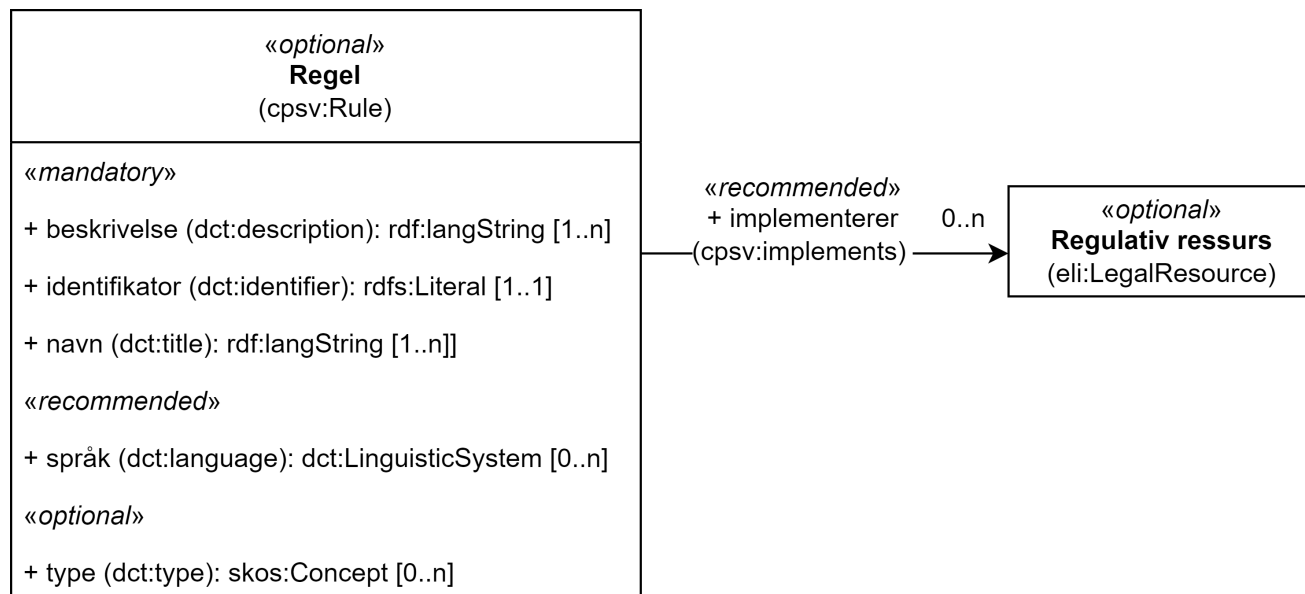 «optional»
Regel
(cpsv:Rule)
«mandatory»
+ beskrivelse (dct:description): rdf:langString [1..n]
+ identifikator (dct:identifier): rdfs:Literal [1..1]
+ navn (dct:title): rdf:langString [1..n]]
«recommended»
+ språk (dct:language): dct:LinguisticSystem [0..n]
«optional»
+ type (dct:type): skos:Concept [0..n]
«recommended»
+ implementerer 0..n
(cpsv:implements)
«optional»
Regulativ ressurs
(eli:LegalResource)